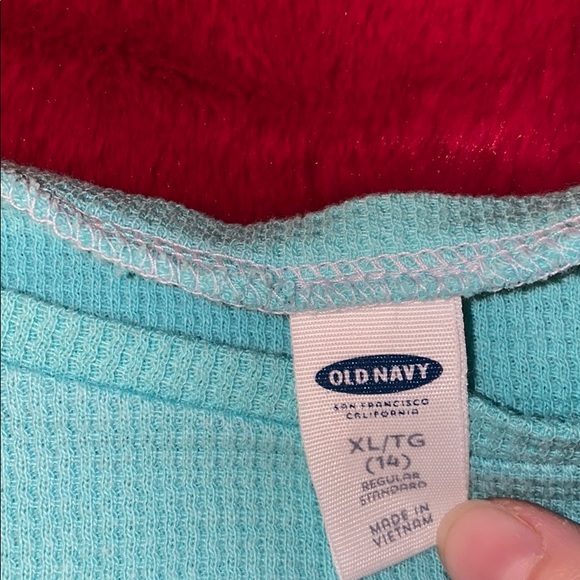 OLD NAVY
SAN FRANCISCO
CALIFORNIA
XL/TG
(14)
REGULAR
STANDARD
MADE IN
VIETNAM